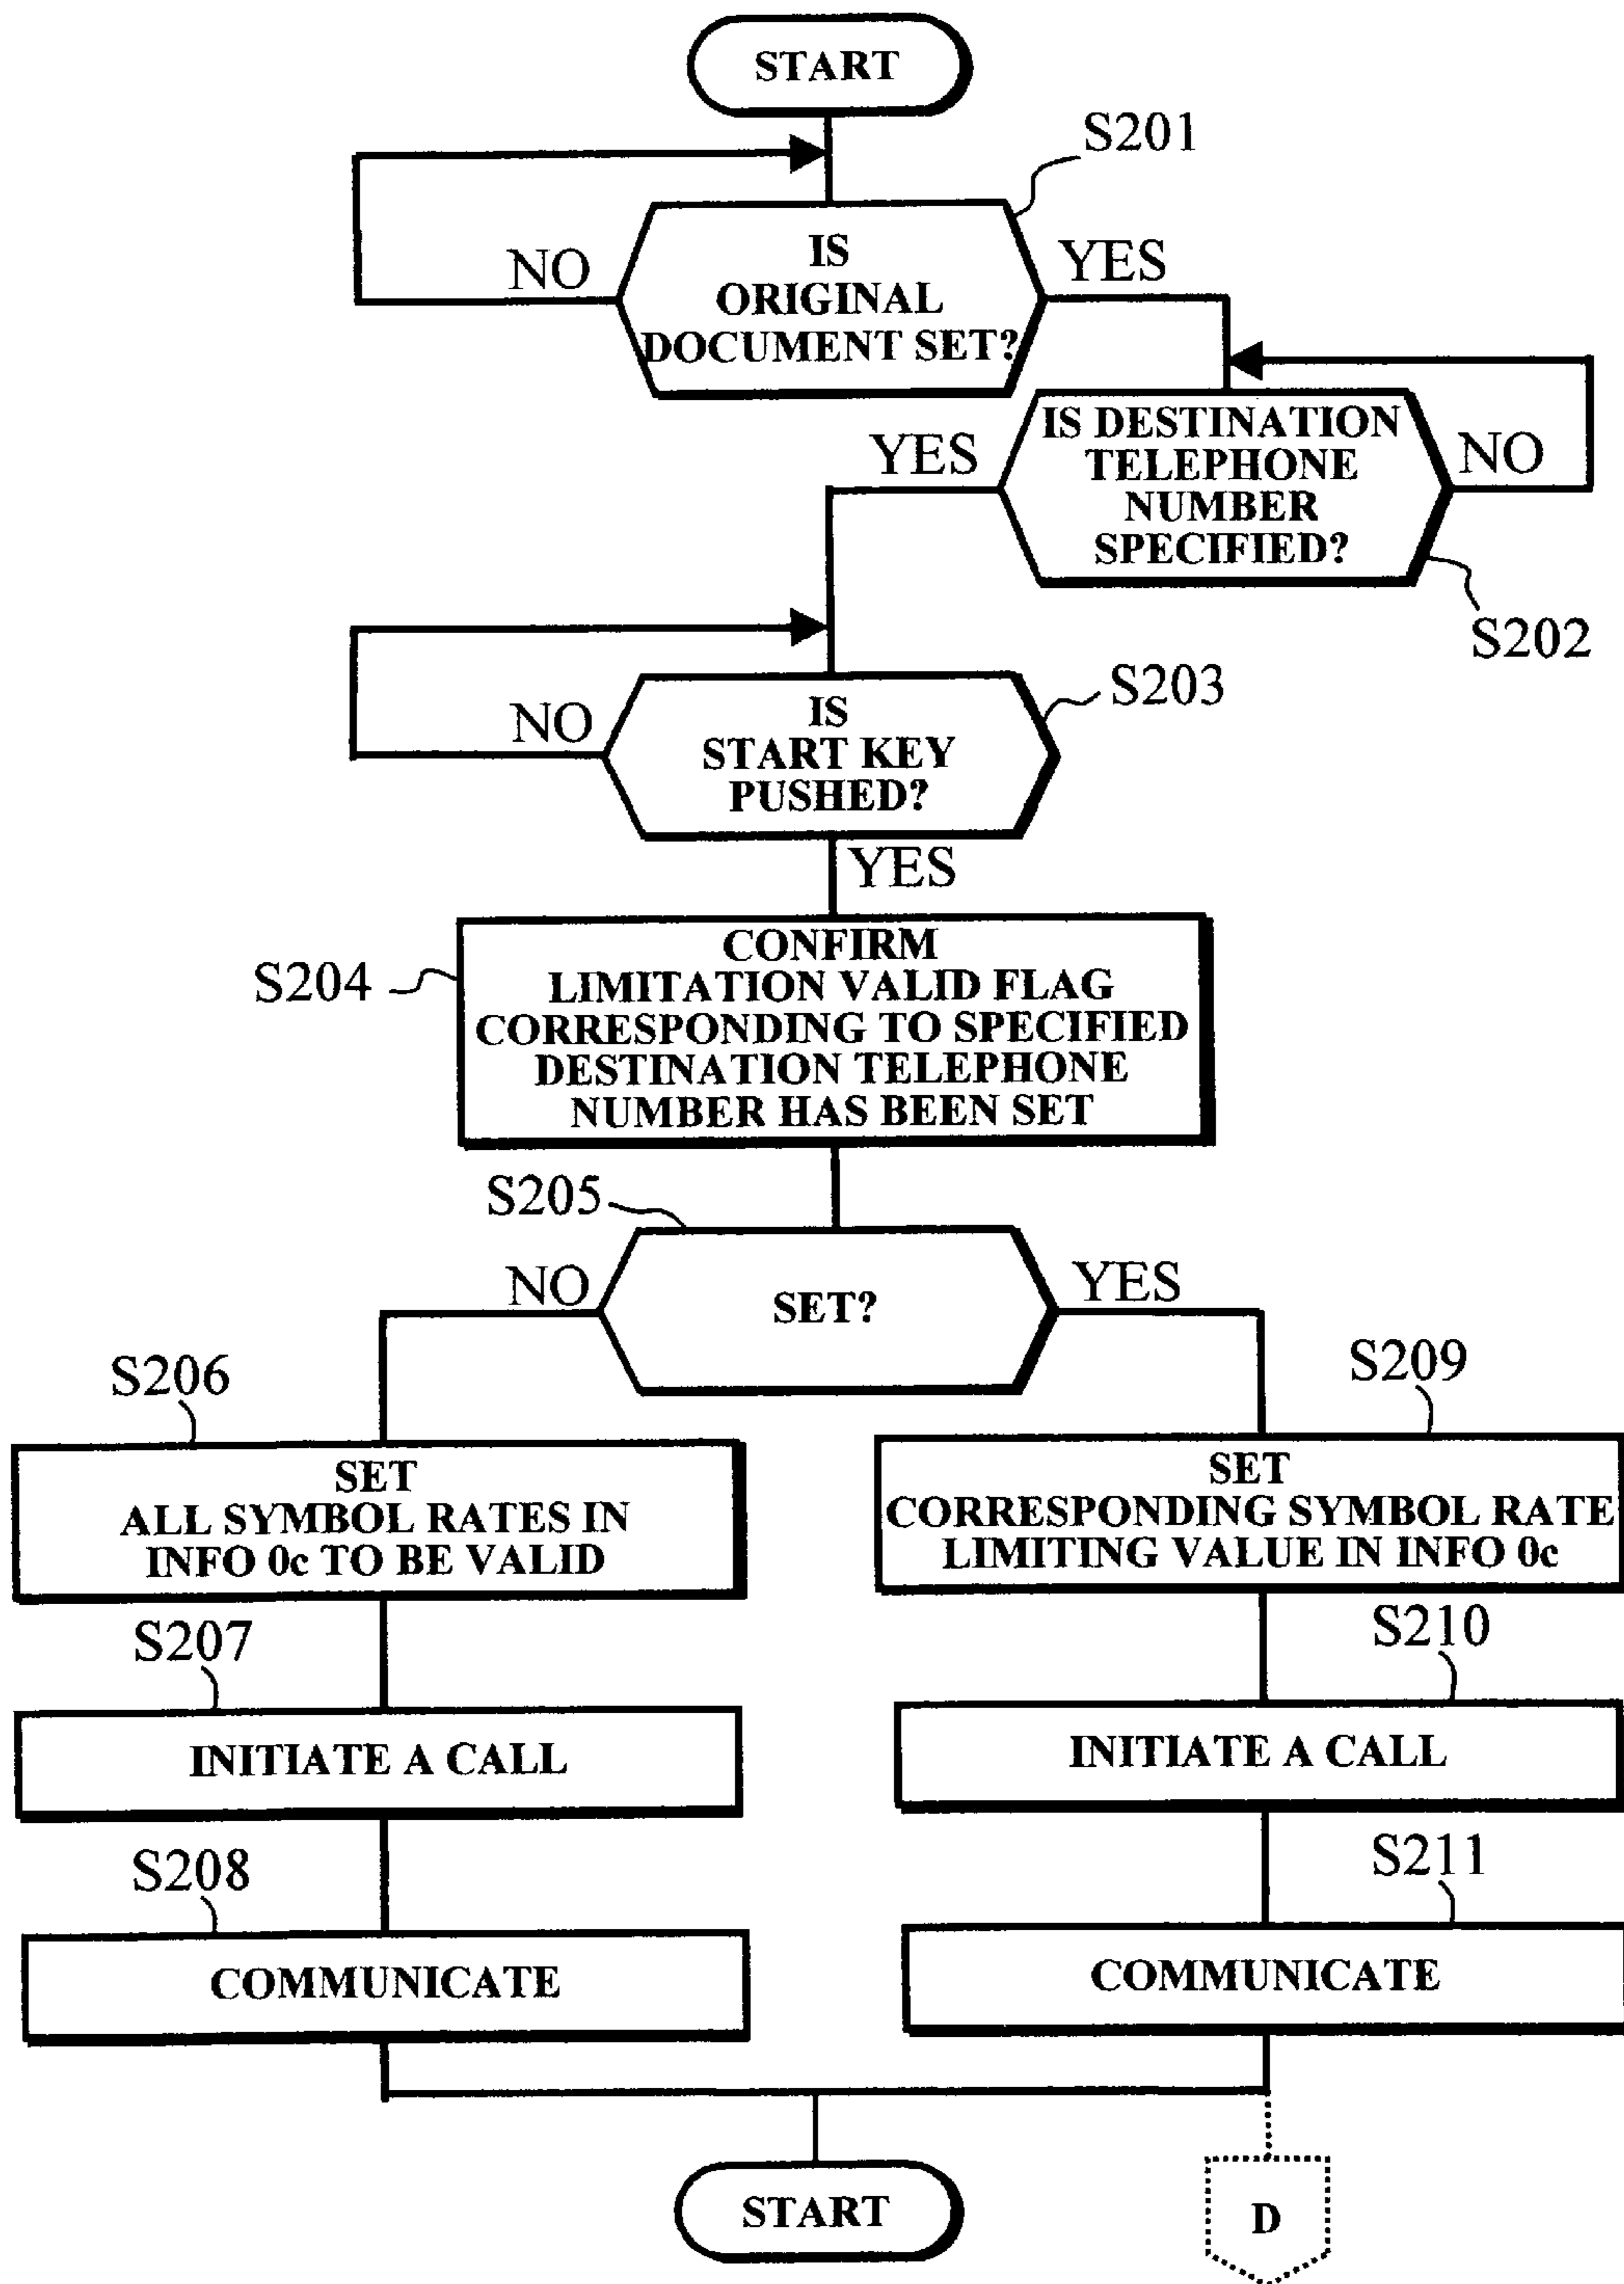 START
S201
NO
IS
ORIGINAL
DOCUMENT SET?
YES
YES
IS DESTINATION
TELEPHONE
NUMBER
SPECIFIED?
NO
S202
S203
NO
IS
START KEY
PUSHED?
YES
S204
CONFIRM
LIMITATION VALID FLAG
CORRESPONDING TO SPECIFIED
DESTINATION TELEPHONE
NUMBER HAS BEEN SET
S205
NO
SET?
YES
S206
SET
ALL SYMBOL RATES IN
INFO 0c TO BE VALID
S209
SET
CORRESPONDING SYMBOL RATE
LIMITING VALUE IN INFO 0c
S207
INITIATE A CALL
S210
INITIATE A CALL
S208
COMMUNICATE
S211
COMMUNICATE
START
D